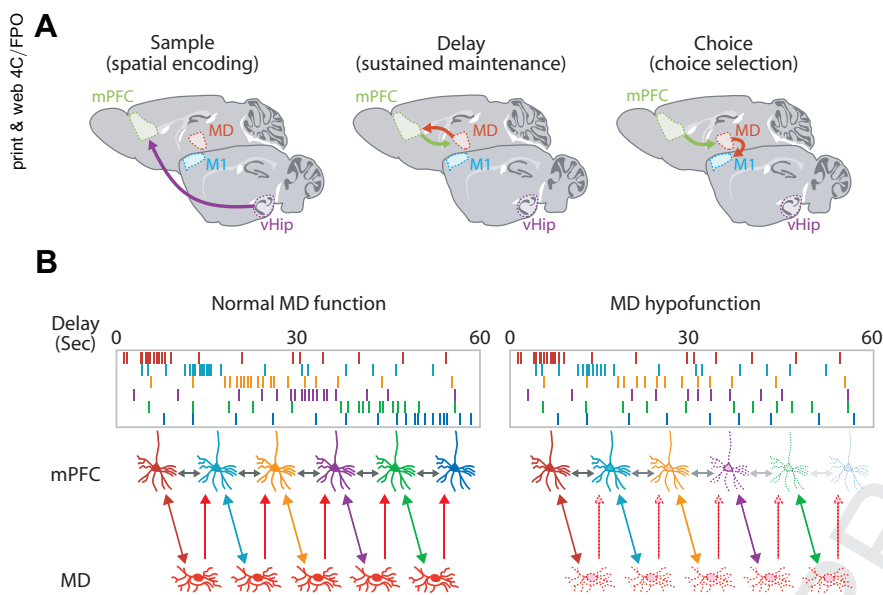 print & web 4C/FPO
A
Sample
(spatial encoding)
mPFC
MD
M1
vHip
Delay
(sustained maintenance)
mPFC
MD
M1
vHip
Choice
(choice selection)
mPFC
MD
M1
vHip
B
Normal MD function
MD hypofunction
Delay
(Sec)
0 30 60
0 30 60
mPFC
MD